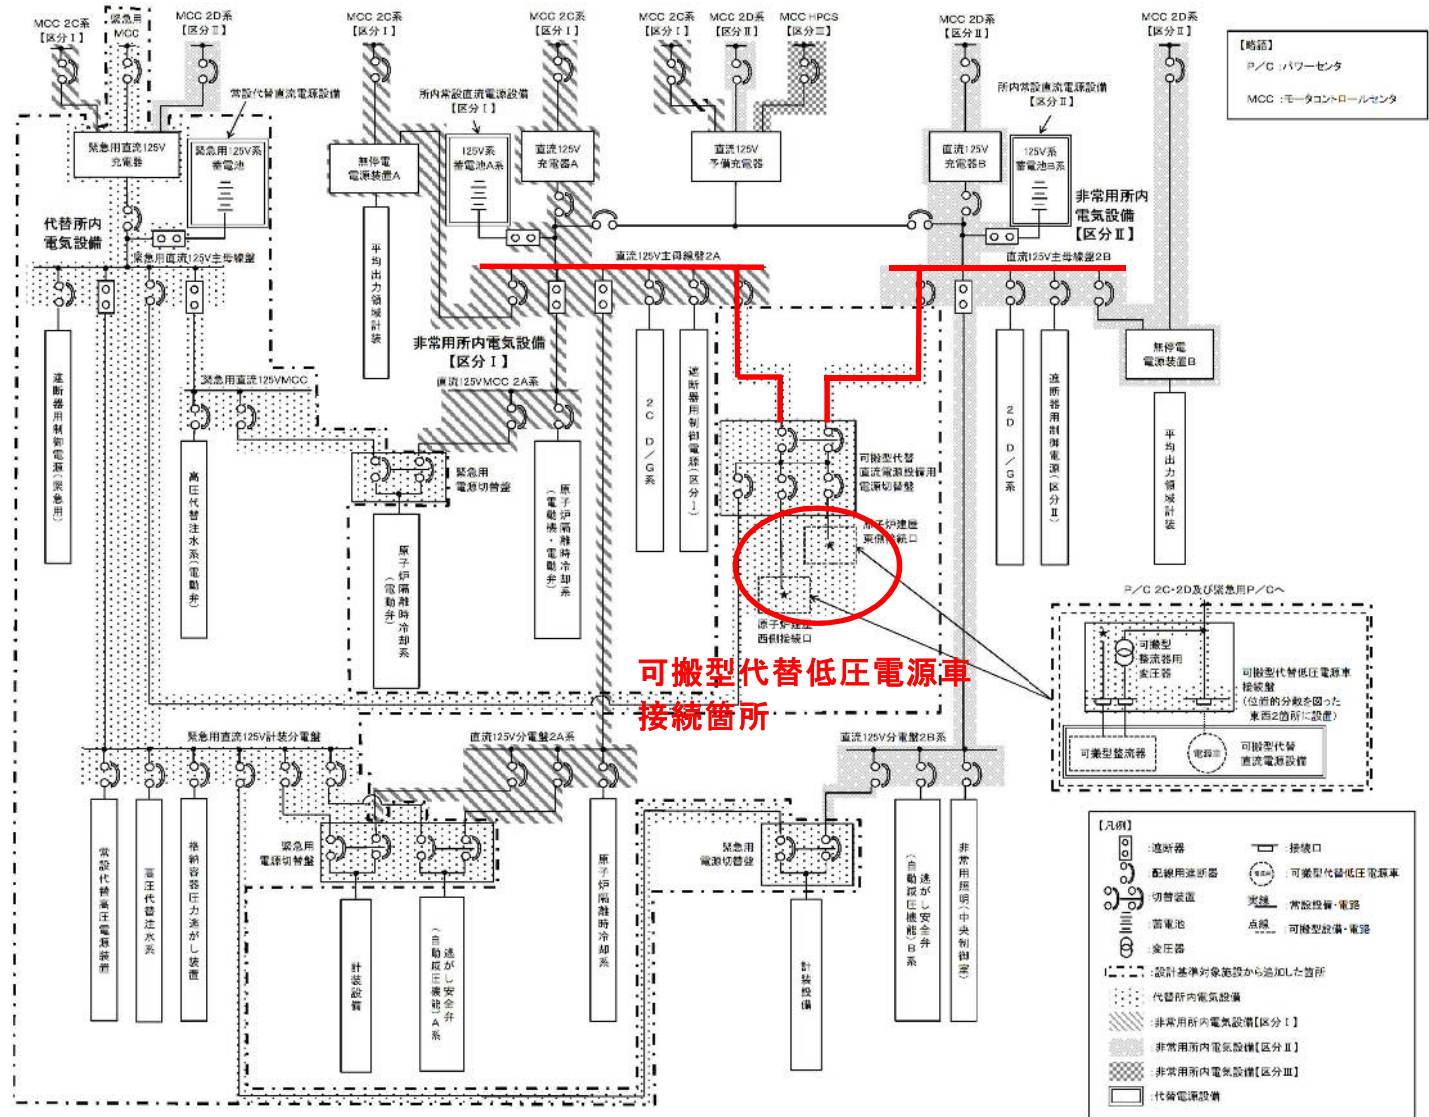 MCC 2C系
【区分Ⅰ】
緊急用
MCC
MCC 2D系
【区分Ⅱ】
MCC 2C系
【区分Ⅰ】
MCC 2C系
【区分Ⅰ】
MCC 2C系
【区分Ⅰ】
MCC 2D系
【区分Ⅱ】
MCC HPCS
【区分Ⅲ】
MCC 2D系
【区分Ⅱ】
MCC 2D系
【区分Ⅱ】
【略語】
P/C :パワーセンタ
MCC :モータコントロールセンタ
常設代替直流電源設備
所内常設直流電源設備
【区分Ⅰ】
所内常設直流電源設備
【区分Ⅱ】
緊急用直流125V
充電器
緊急用125V系
蓄電池
無停電
電源装置A
125V系
蓄電池A系
直流125V
充電器A
直流125V
予備充電器
直流125V
充電器B
125V系
蓄電池B系
代替所内
電気設備
非常用所内
電気設備
【区分Ⅱ】
緊急用直流125V主母線盤
直流125V主母線盤2A
直流125V主母線盤2B
平均出力領域計装
非常用所内電気設備
【区分Ⅰ】
無停電
電源装置B
遮断器用制御電源(緊急用)
緊急用直流125VMCC
直流125VMCC 2A系
2C D/G系
遮断器用制御電源(区分Ⅰ)
2D D/G系
遮断器用制御電源(区分Ⅱ)
平均出力領域計装
緊急用
電源切替盤
可搬型代替
直流電源設備用
電源切替盤
高圧代替注水系(電動弁)
原子炉隔離時冷却系
(電動弁)
原子炉隔離時冷却系
(電動機・電動弁)
原子炉建屋
東側接続口
原子炉建屋
西側接続口
可搬型代替低圧電源車
接続箇所
P/C 2C・2D及び緊急用P/Cへ
可搬型
整流器用
変圧器
可搬型代替低圧電源車
接続盤
(位置的分散を図った
東西2箇所に設置)
可搬型整流器
電源車
可搬型代替
直流電源設備
緊急用直流125V計装分電盤
直流125V分電盤2A系
直流125V分電盤2B系
緊急用
電源切替盤
緊急用
電源切替盤
常設代替高圧電源装置
高圧代替注水系
格納容器圧力逃がし装置
計装設備
逃がし安全弁
(自動減圧機能)A系
原子炉隔離時冷却系
計装設備
逃がし安全弁
(自動減圧機能)B系
非常用照明(中央制御室)
【凡例】
:遮断器
:配線用遮断器
:切替装置
:蓄電池
:変圧器
:接続口
:可搬型代替低圧電源車
実線 :常設設備・電路
点線 :可搬型設備・電路
:設計基準対象施設から追加した箇所
:代替所内電気設備
:非常用所内電気設備【区分Ⅰ】
:非常用所内電気設備【区分Ⅱ】
:非常用所内電気設備【区分Ⅲ】
:代替電源設備